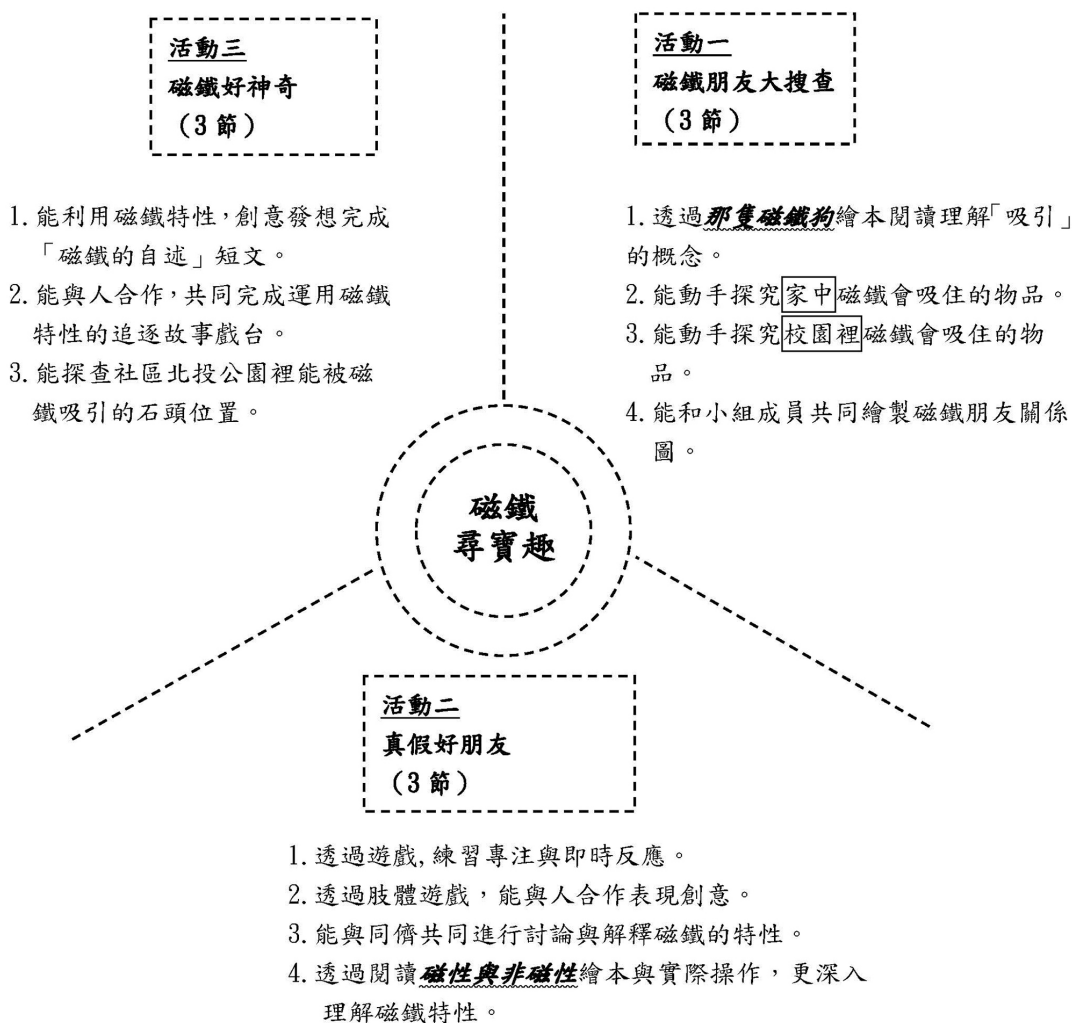 活動三
磁鐵好神奇
（3 節）
1. 能利用磁鐵特性，創意發想完成
「磁鐵的自述」短文。
2. 能與人合作，共同完成運用磁鐵
特性的追逐故事戲台。
3. 能探查社區北投公園裡能被磁
鐵吸引的石頭位置。
活動一
磁鐵朋友大搜查
（3 節）
1. 透過那隻磁鐵狗繪本閱讀理解「吸引」
的概念。
2. 能動手探究家中磁鐵會吸住的物品。
3. 能動手探究校園裡磁鐵會吸住的物
品。
4. 能和小組成員共同繪製磁鐵朋友關係
圖。
磁鐵
尋寶趣
活動二
真假好朋友
（3 節）
1. 透過遊戲,練習專注與即時反應。
2. 透過肢體遊戲，能與人合作表現創意。
3. 能與同儕共同進行討論與解釋磁鐵的特性。
4. 透過閱讀磁性與非磁性繪本與實際操作，更深入
理解磁鐵特性。